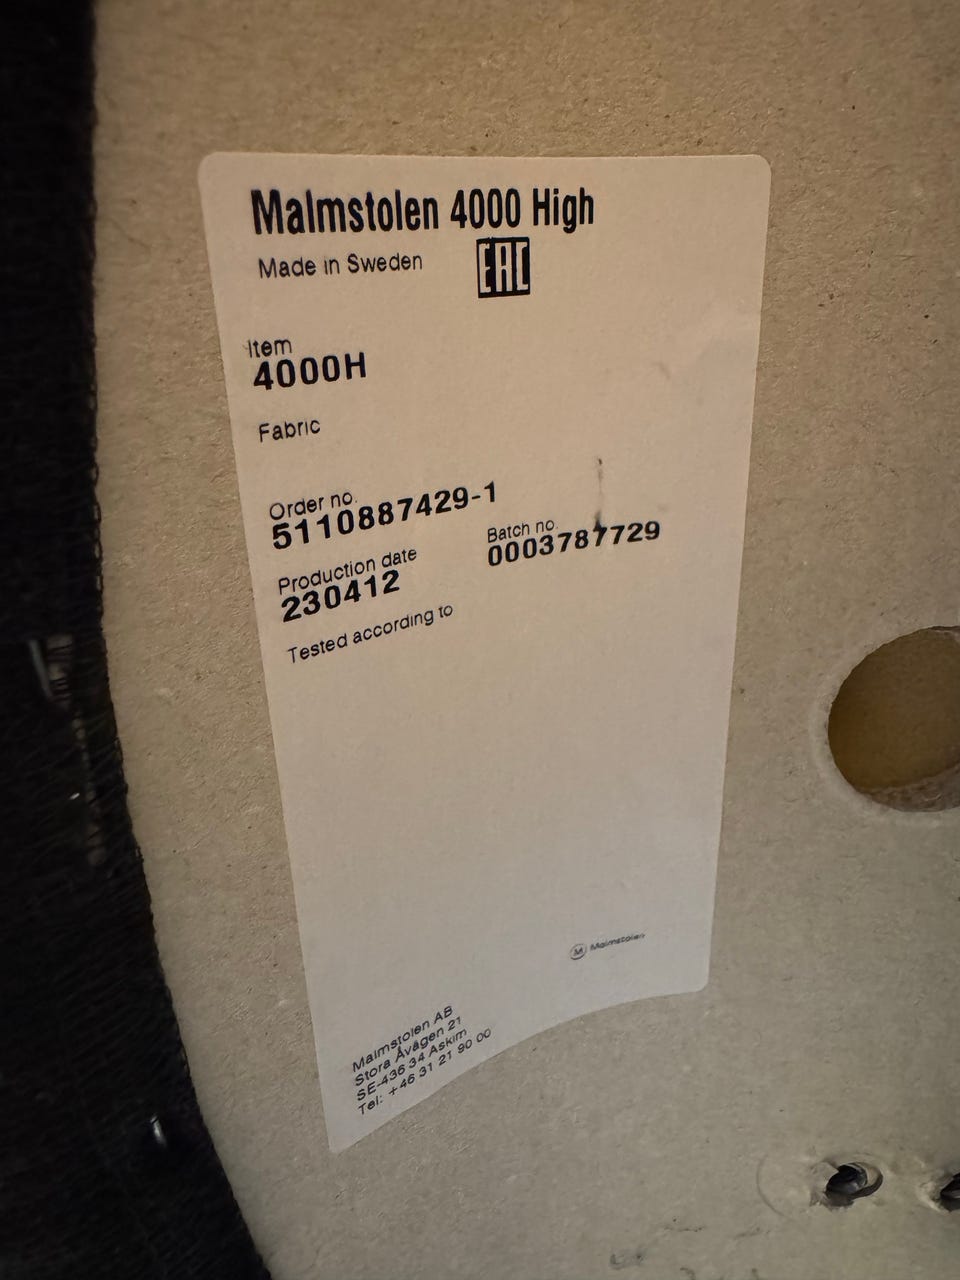 Malmstolen 4000 High
Made in Sweden
EAC
Item
4000H
Fabric
Order no.
5110887429-1
Production date
230412
Batch no.
0003787729
Tested according to
M Malmstolen
Malmstolen AB
Stora Åvägen 21
SE-436 34 Askim
Tel: +46 31 21 90 00